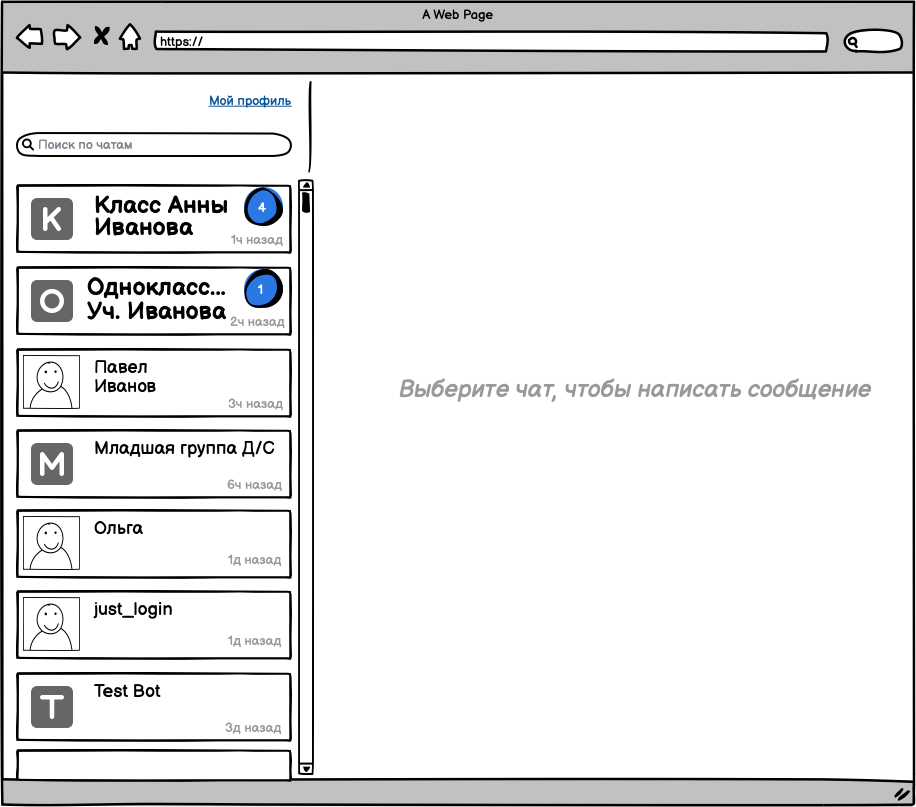 A Web Page
https://
Мой профиль
Поиск по чатам
К
Класс Анны
Иванова
4
1ч назад
О
Однокласс...
Уч. Иванова
1
2ч назад
Павел
Иванов
3ч назад
М
Младшая группа Д/С
6ч назад
Ольга
1д назад
just_login
1д назад
T
Test Bot
3д назад
Выберите чат, чтобы написать сообщение